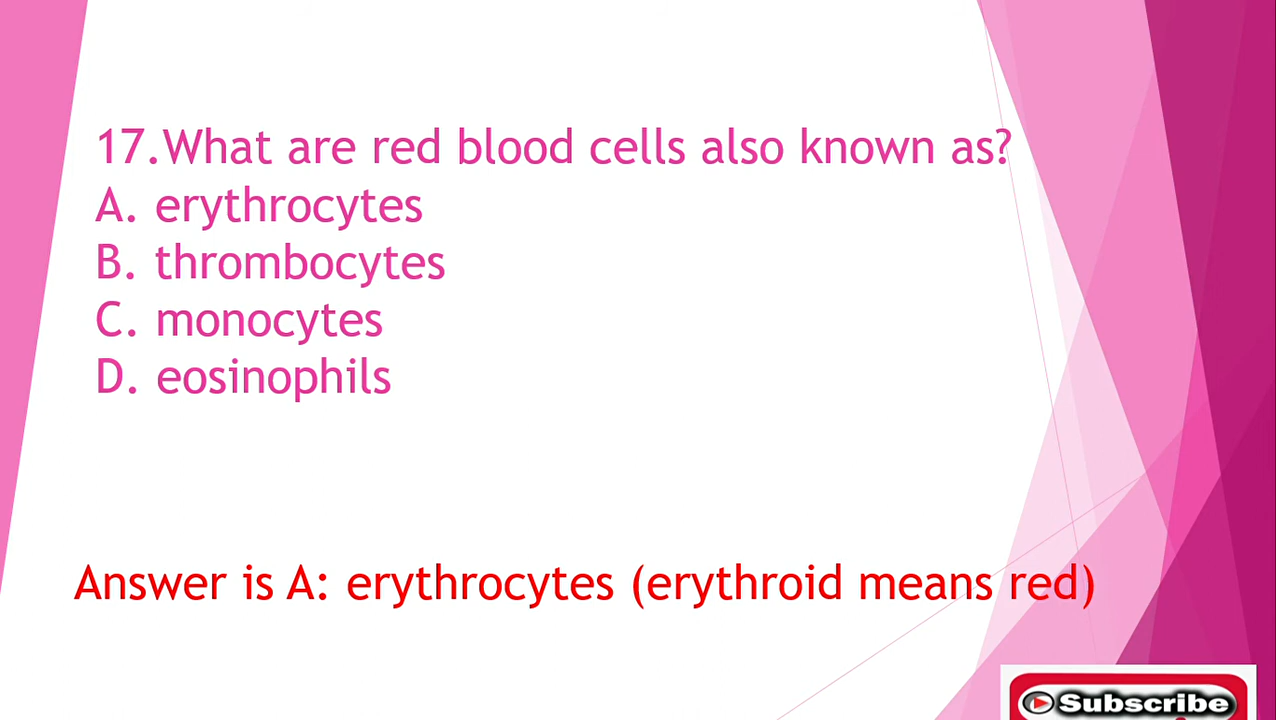 17.What are red blood cells also known as?
A. erythrocytes
B. thrombocytes
C. monocytes
D. eosinophils
Answer is A: erythrocytes (erythroid means red)
Subscribe